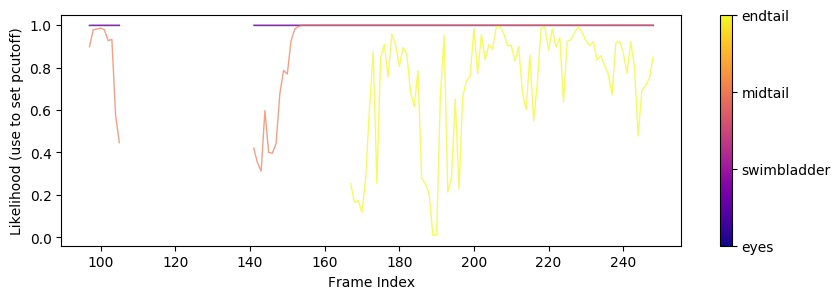 1.0
0.8
0.6
0.4
0.2
0.0
Likelihood (use to set pcutoff)
100 120 140 160 180 200 220 240
Frame Index
endtail
midtail
swimbladder
eyes